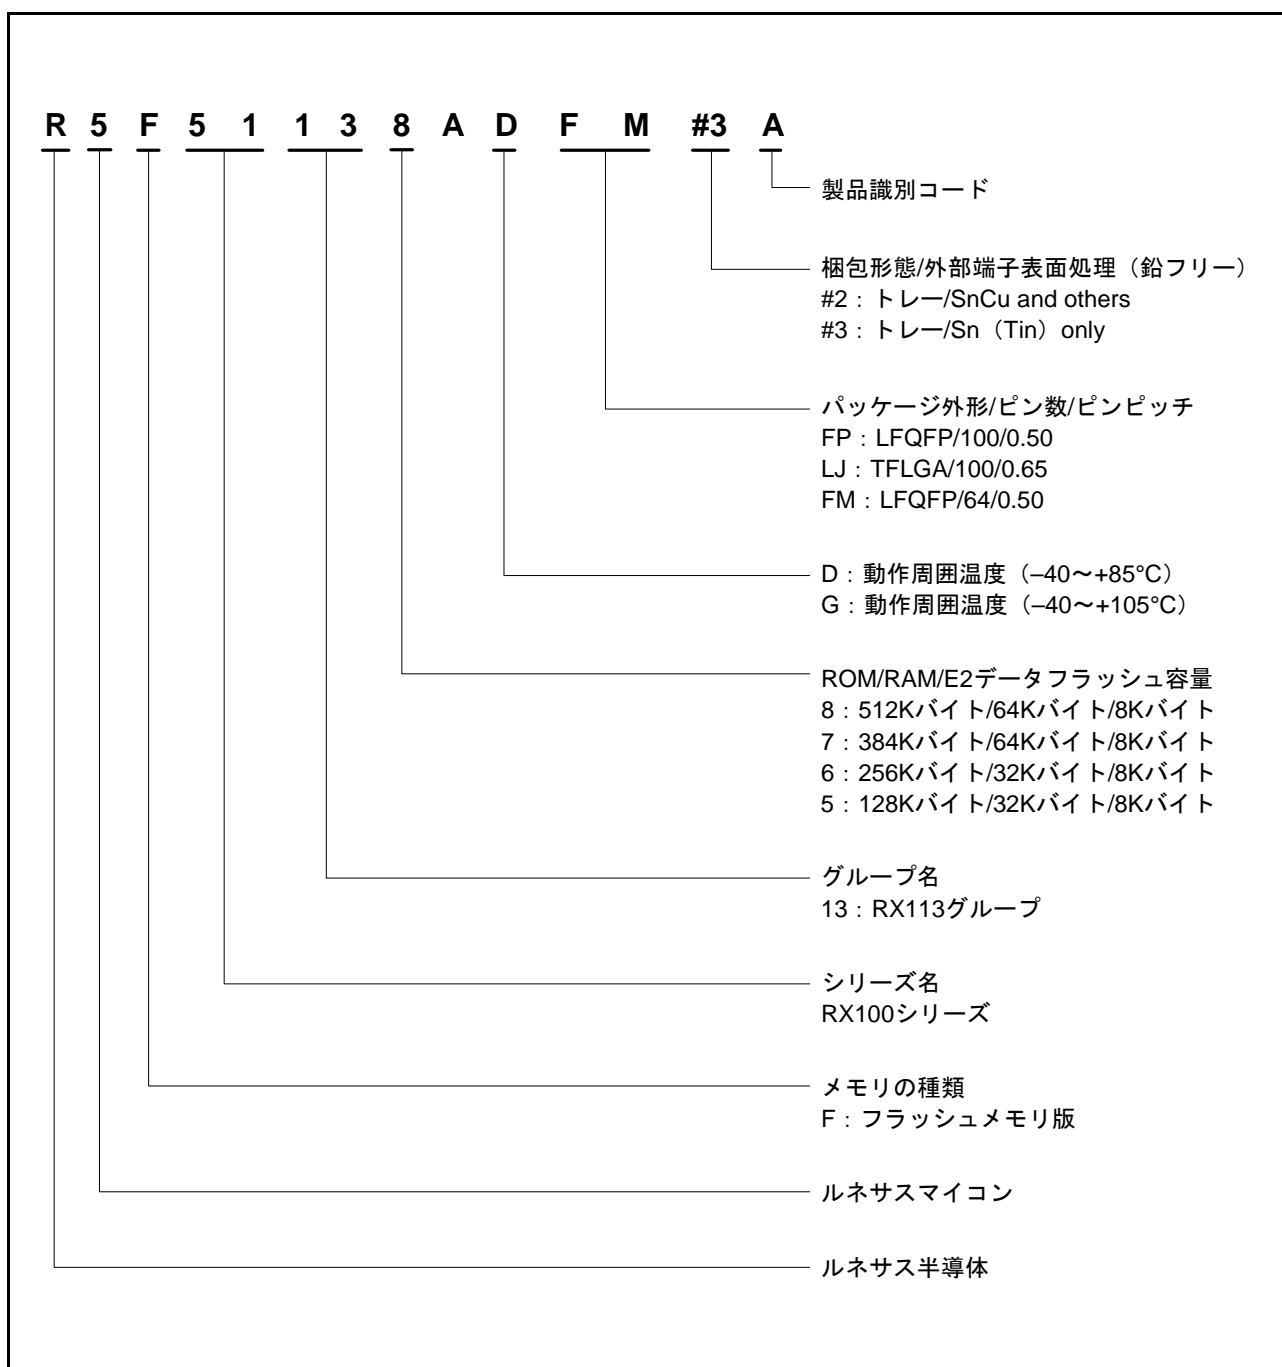 R 5 F 5 1 1 3 8 A D F M #3 A
製品識別コード
梱包形態/外部端子表面処理（鉛フリー）
#2：トレー/SnCu and others
#3：トレー/Sn（Tin）only
パッケージ外形/ピン数/ピンピッチ
FP：LFQFP/100/0.50
LJ：TFLGA/100/0.65
FM：LFQFP/64/0.50
D：動作周囲温度（–40～+85°C）
G：動作周囲温度（–40～+105°C）
ROM/RAM/E2データフラッシュ容量
8：512Kバイト/64Kバイト/8Kバイト
7：384Kバイト/64Kバイト/8Kバイト
6：256Kバイト/32Kバイト/8Kバイト
5：128Kバイト/32Kバイト/8Kバイト
グループ名
13：RX113グループ
シリーズ名
RX100シリーズ
メモリの種類
F：フラッシュメモリ版
ルネサスマイコン
ルネサス半導体